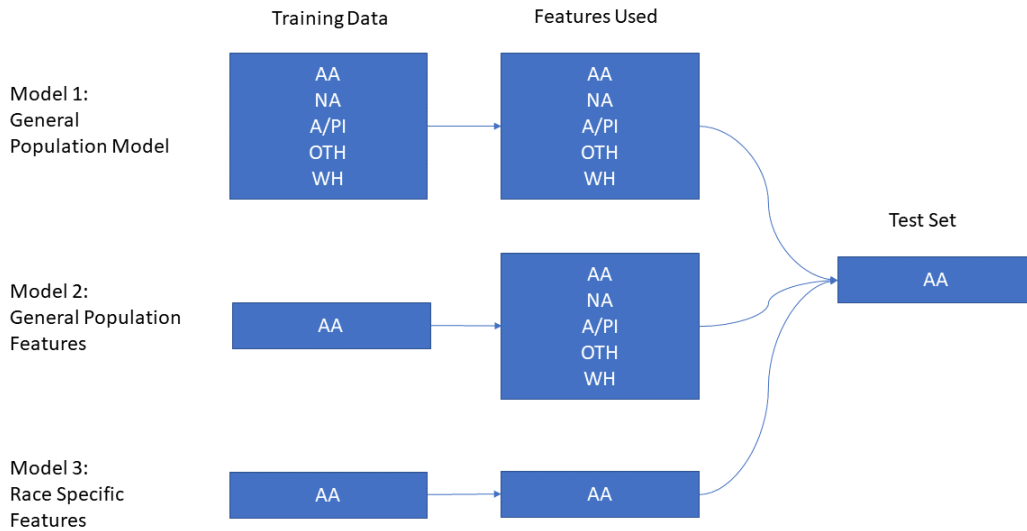 Training Data
Features Used
Model 1:
General
Population Model
AA
NA
A/PI
OTH
WH
AA
NA
A/PI
OTH
WH
Test Set
AA
Model 2:
General Population
Features
AA
AA
NA
A/PI
OTH
WH
Model 3:
Race Specific
Features
AA
AA